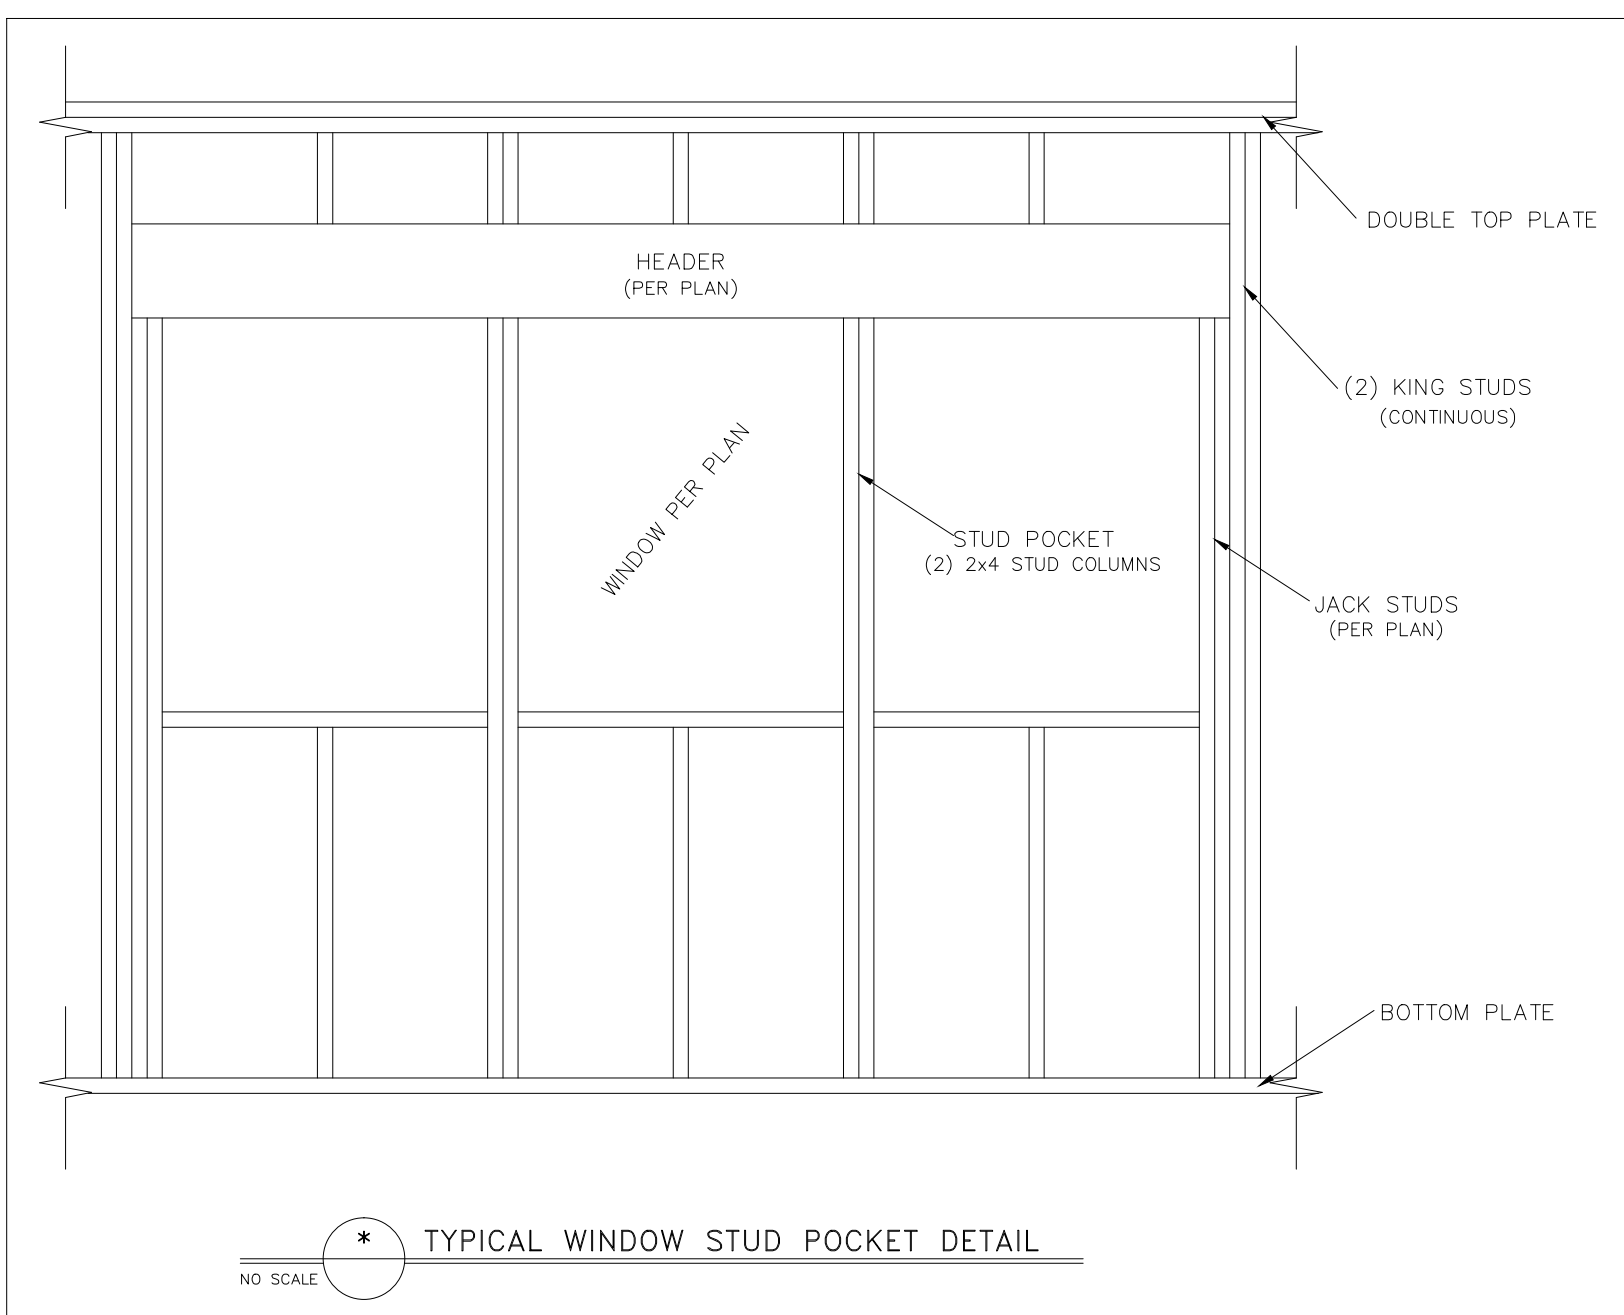 DOUBLE TOP PLATE
HEADER
(PER PLAN)
(2) KING STUDS
(CONTINUOUS)
WINDOW PER PLAN
STUD POCKET
(2) 2x4 STUD COLUMNS
JACK STUDS
(PER PLAN)
BOTTOM PLATE
* TYPICAL WINDOW STUD POCKET DETAIL
NO SCALE